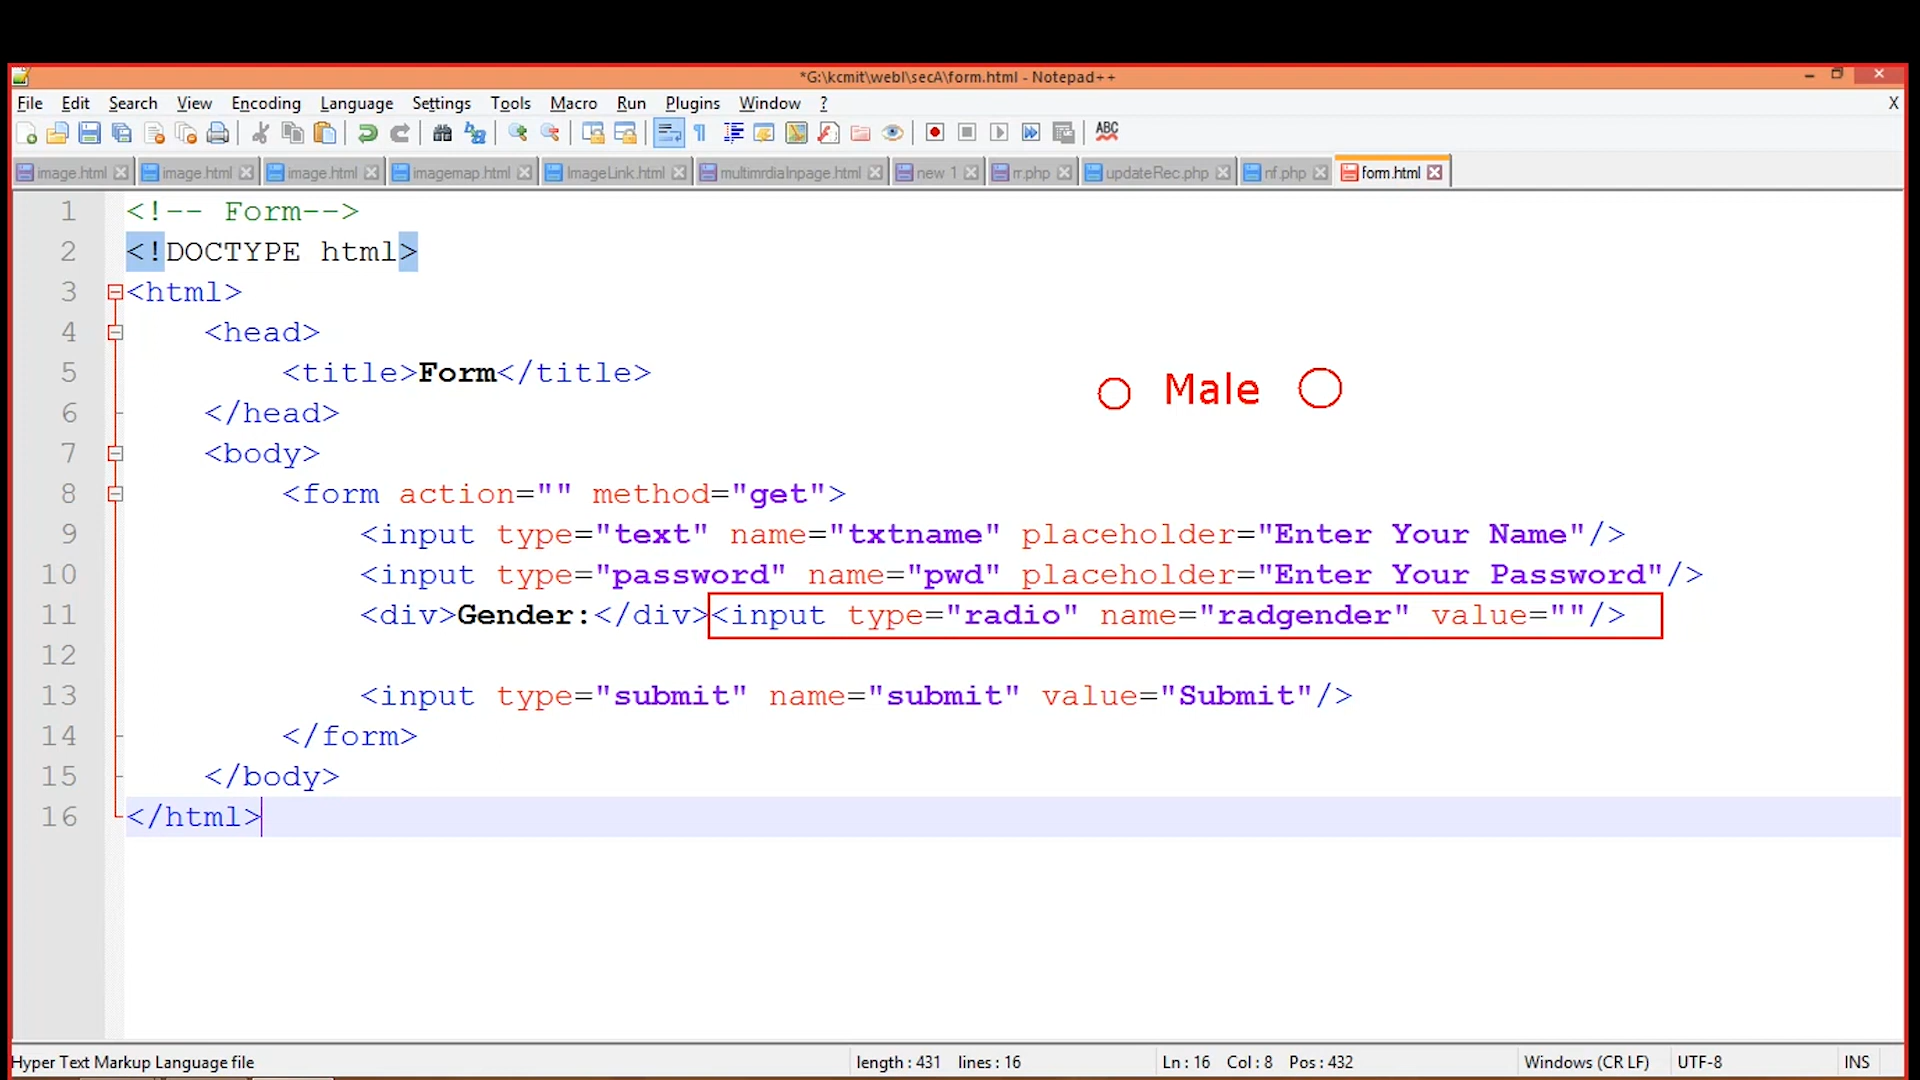 *G:\kcmit\webI\secA\form.html - Notepad++
File Edit Search View Encoding Language Settings Tools Macro Run Plugins Window ? X
ABC
image.html image.html image.html imagemap.html ImageLink.html multimrdiaInpage.html new 1 rr.php updateRec.php nf.php form.html
1 <!-- Form-->
2 <!DOCTYPE html>
3 <html>
4 <head>
5 <title>Form</title>
Male
6 </head>
7 <body>
8 <form action="" method="get">
9 <input type="text" name="txtname" placeholder="Enter Your Name"/>
10 <input type="password" name="pwd" placeholder="Enter Your Password"/>
11 <div>Gender:</div><input type="radio" name="radgender" value=""/>
12
13 <input type="submit" name="submit" value="Submit"/>
14 </form>
15 </body>
16 </html>
Hyper Text Markup Language file length : 431 lines : 16 Ln : 16 Col : 8 Pos : 432 Windows (CR LF) UTF-8 INS